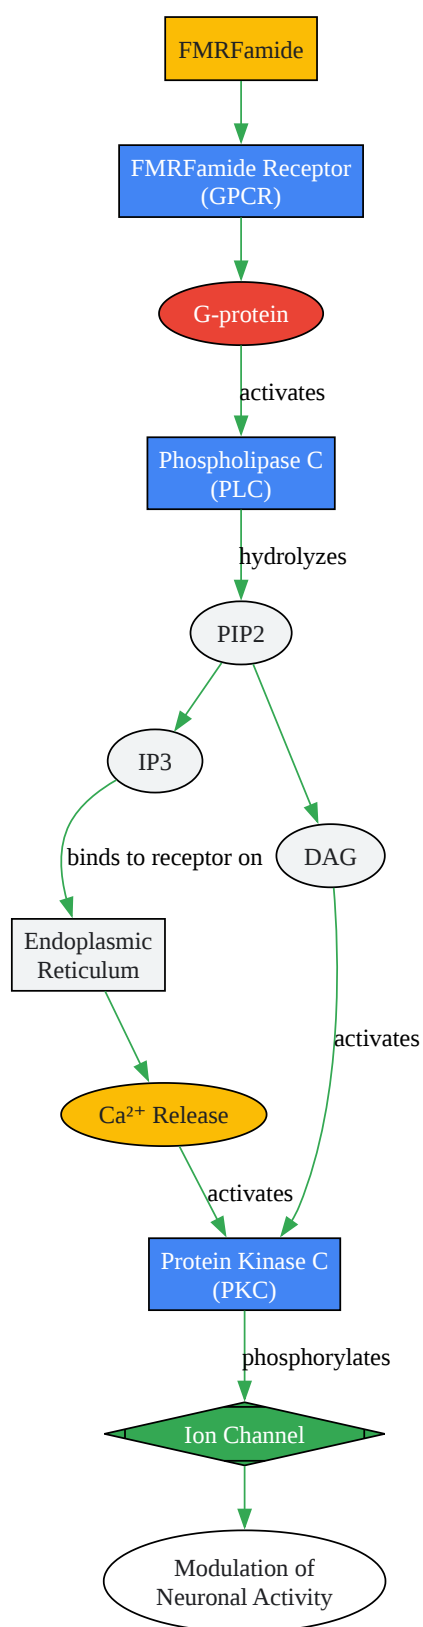 FMRFamide
FMRFamide Receptor
(GPCR)
G-protein
activates
Phospholipase C
(PLC)
hydrolyzes
PIP2
IP3
binds to receptor on
DAG
Endoplasmic
Reticulum
activates
Ca²⁺ Release
activates
Protein Kinase C
(PKC)
phosphorylates
Ion Channel
Modulation of
Neuronal Activity